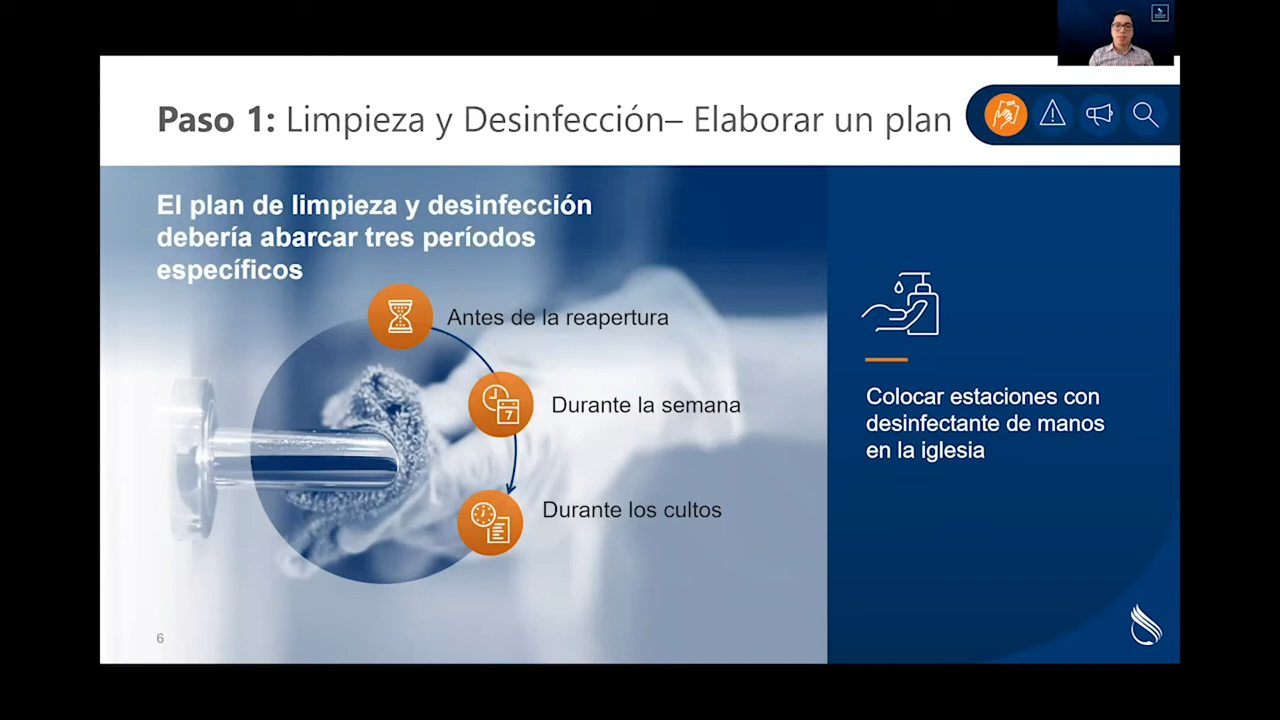 Paso 1: Limpieza y Desinfección– Elaborar un plan
El plan de limpieza y desinfección
debería abarcar tres períodos
específicos
Antes de la reapertura
7
Durante la semana
Durante los cultos
Colocar estaciones con
desinfectante de manos
en la iglesia
6